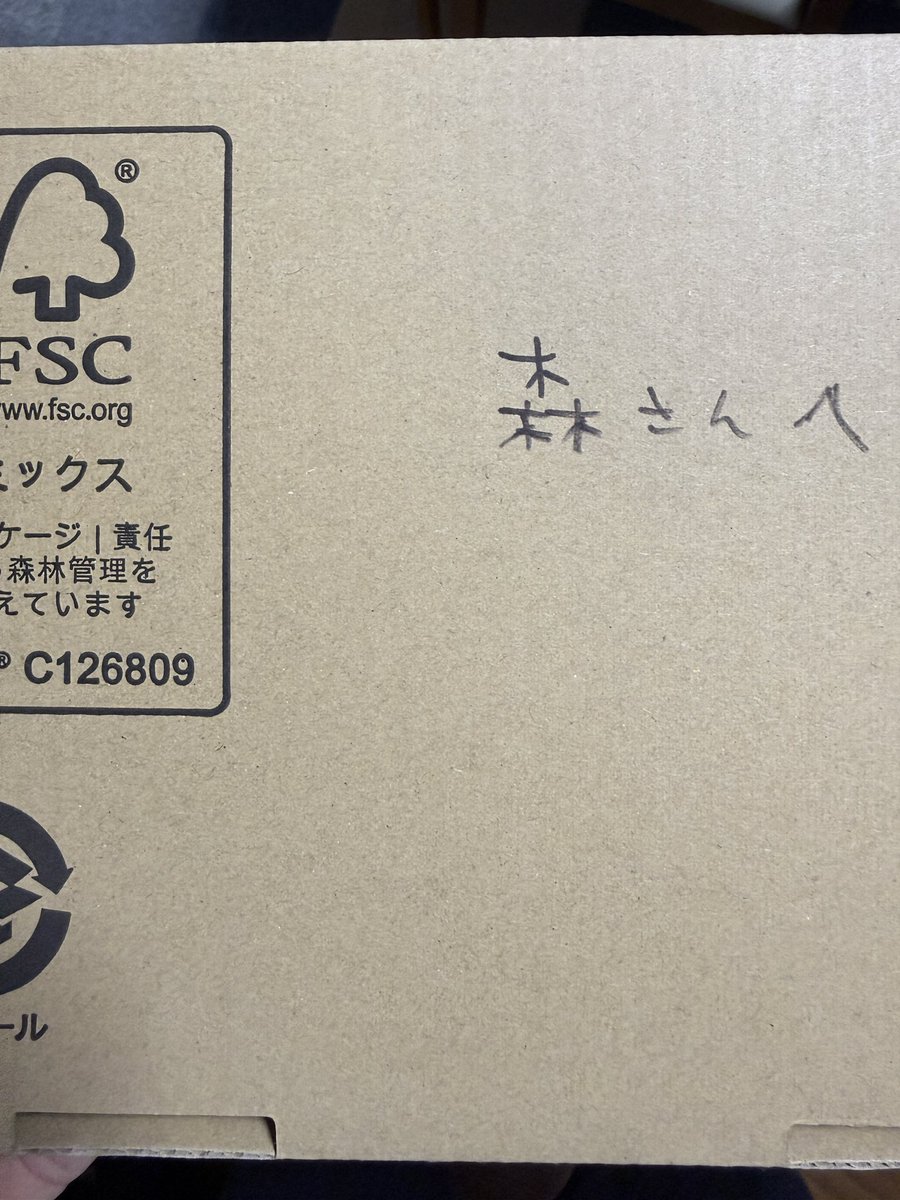 ®
FSC
www.fsc.org
ミックス
ケージ | 責任
森林管理を
えています
® C126809
ール
森さんへ